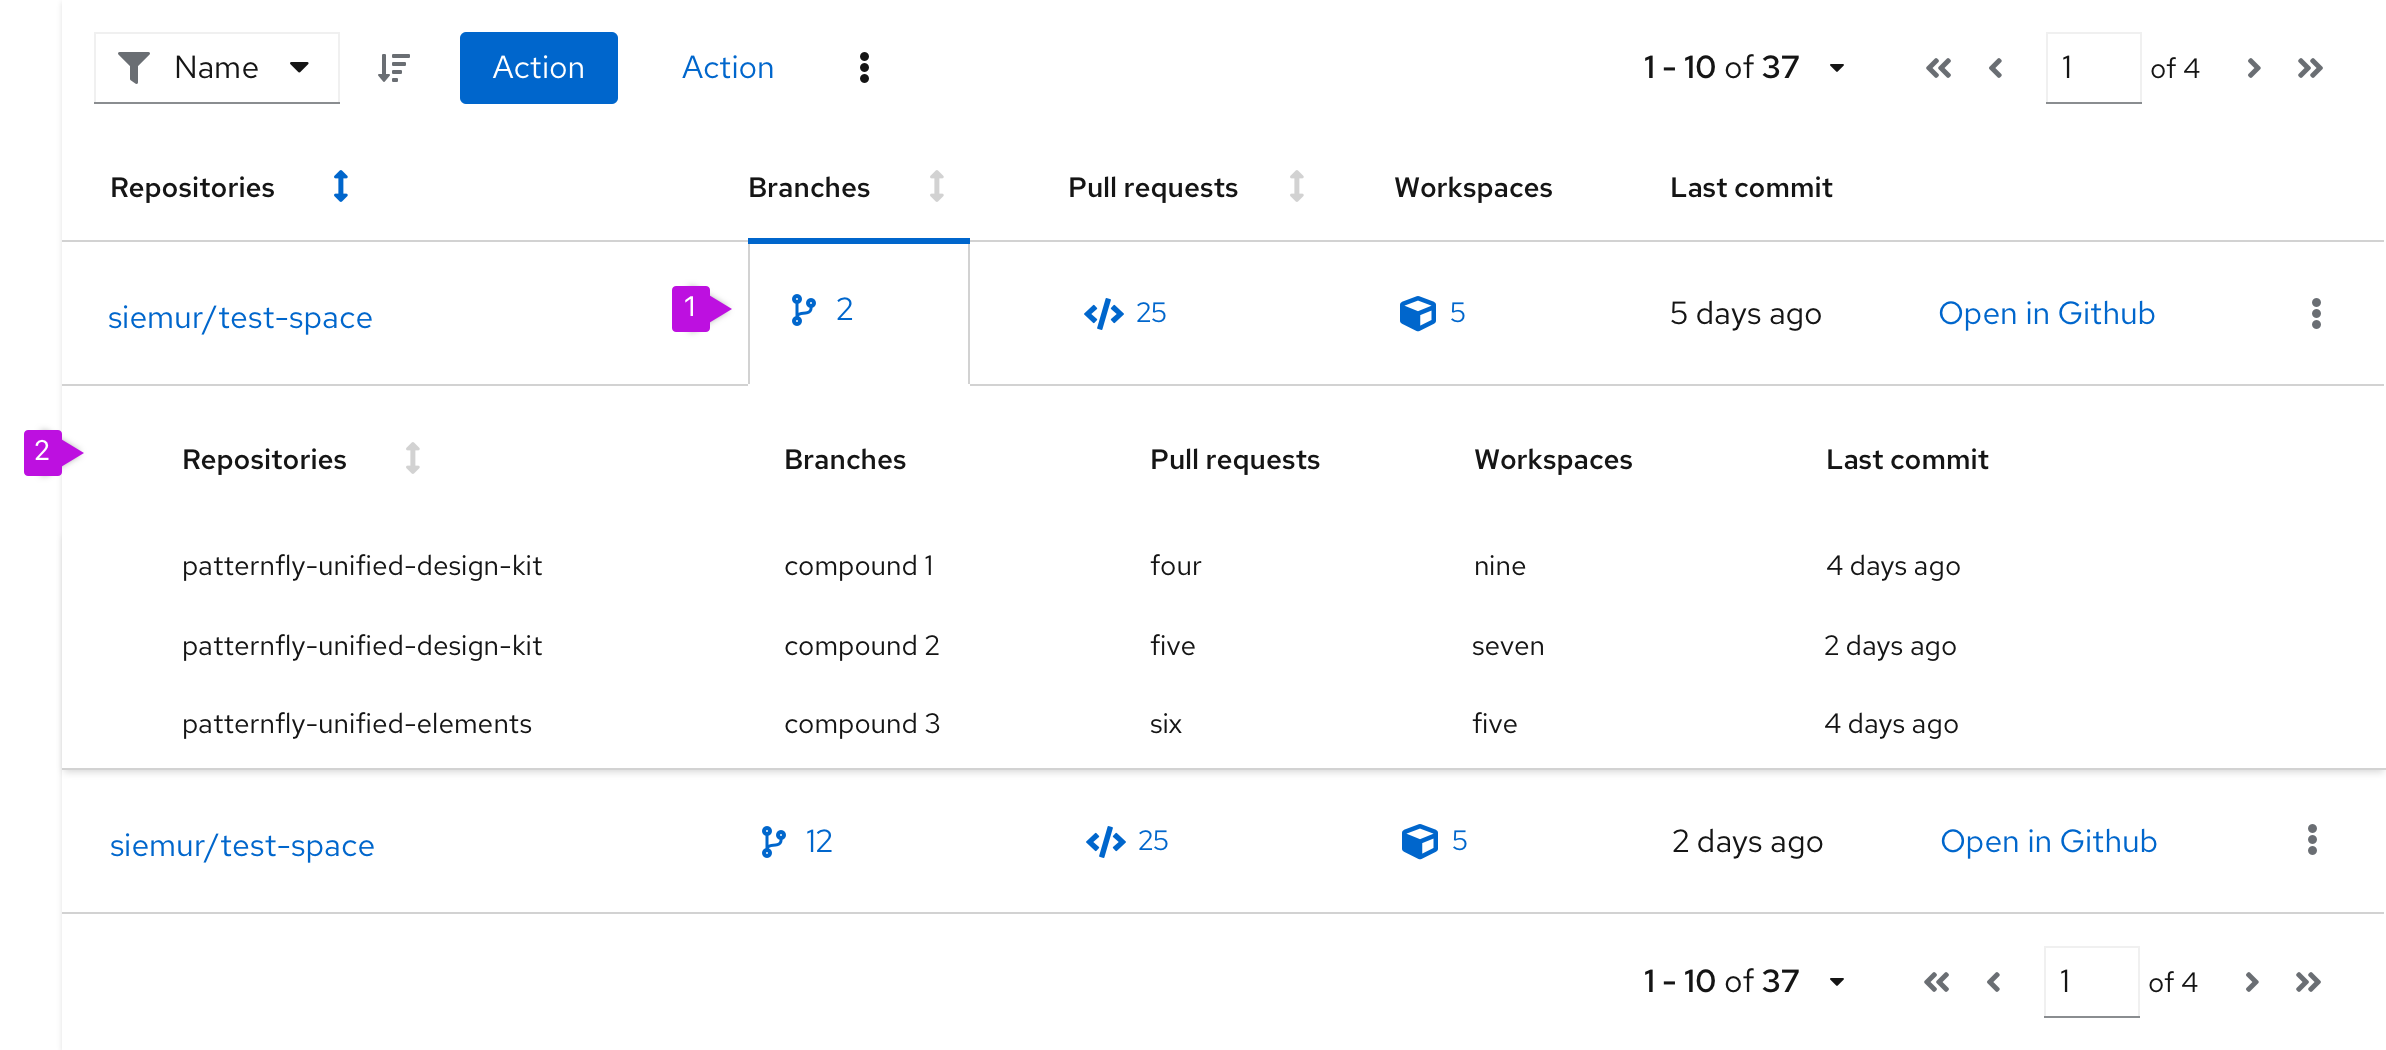 Name Action Action 1 - 10 of 37 1 of 4
Repositories Branches Pull requests Workspaces Last commit
siemur/test-space 1 2 25 5 5 days ago Open in Github
2 Repositories Branches Pull requests Workspaces Last commit
patternfly-unified-design-kit compound 1 four nine 4 days ago
patternfly-unified-design-kit compound 2 five seven 2 days ago
patternfly-unified-elements compound 3 six five 4 days ago
siemur/test-space 12 25 5 2 days ago Open in Github
1 - 10 of 37 1 of 4